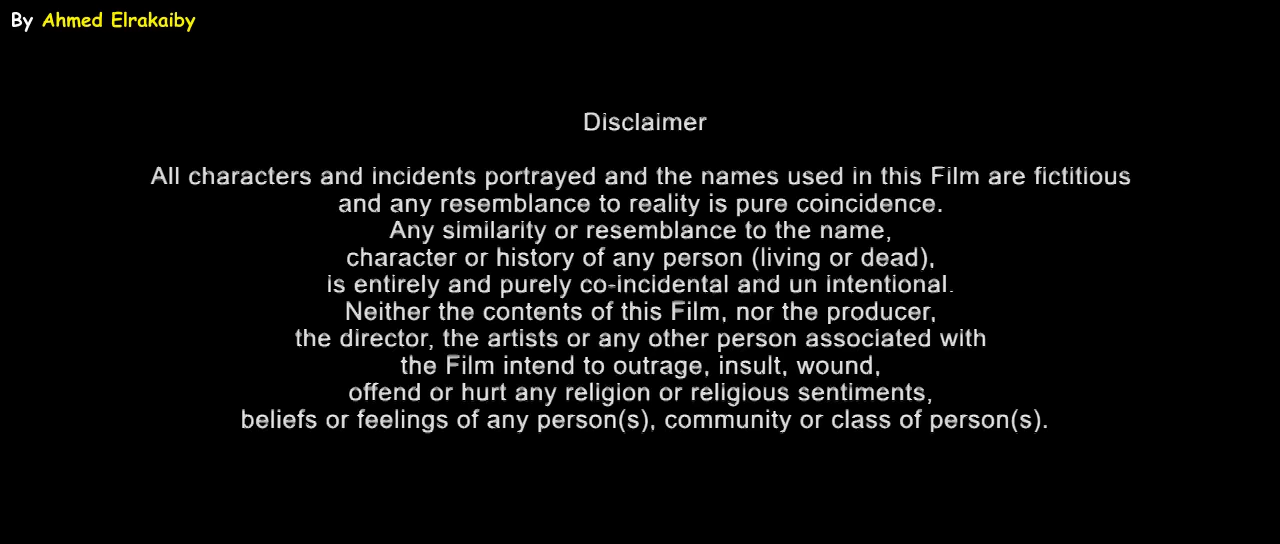 By Ahmed Elrakaiby
Disclaimer
All characters and incidents portrayed and the names used in this Film are fictitious
and any resemblance to reality is pure coincidence.
Any similarity or resemblance to the name,
character or history of any person (living or dead),
is entirely and purely co-incidental and un intentional.
Neither the contents of this Film, nor the producer,
the director, the artists or any other person associated with
the Film intend to outrage, insult, wound,
offend or hurt any religion or religious sentiments,
beliefs or feelings of any person(s), community or class of person(s).